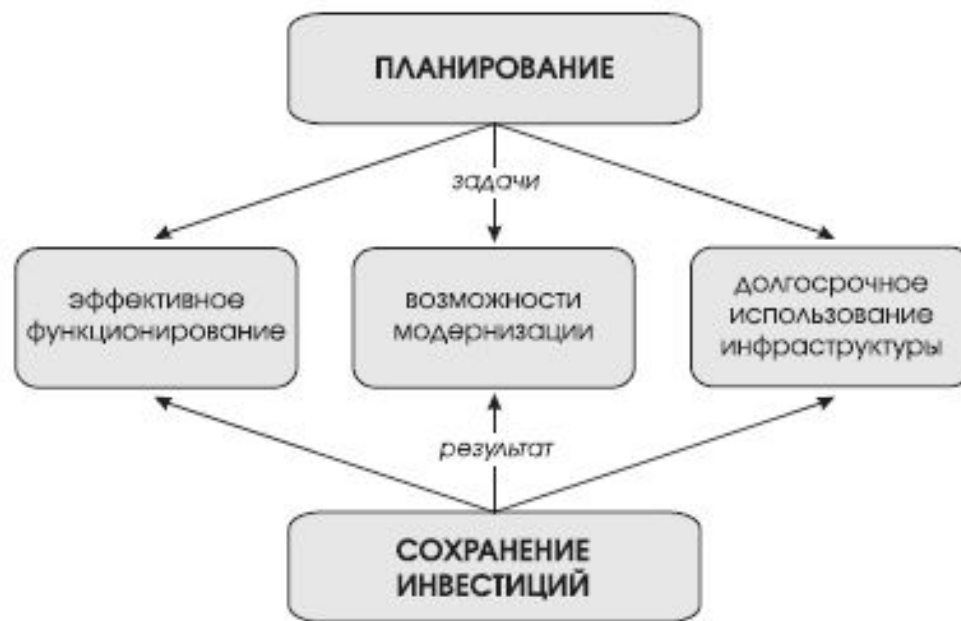 ПЛАНИРОВАНИЕ
задачи
эффективное
функционирование
возможности
модернизации
долгосрочное
использование
инфраструктуры
результат
СОХРАНЕНИЕ
ИНВЕСТИЦИЙ